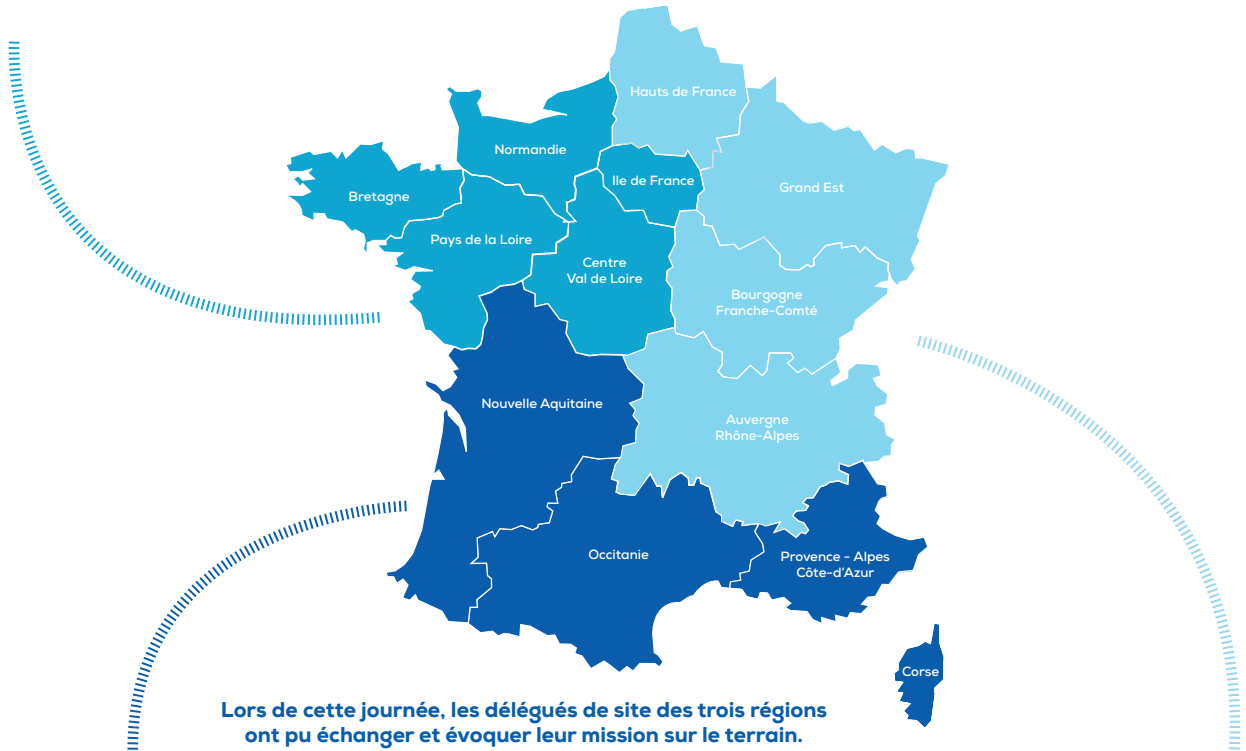 Hauts de France
Normandie
Ile de France
Grand Est
Bretagne
Pays de la Loire
Centre
Val de Loire
Bourgogne
Franche-Comté
Nouvelle Aquitaine
Auvergne
Rhône-Alpes
Occitanie
Provence - Alpes
Côte-d'Azur
Corse
Lors de cette journée, les délégués de site des trois régions
ont pu échanger et évoquer leur mission sur le terrain.